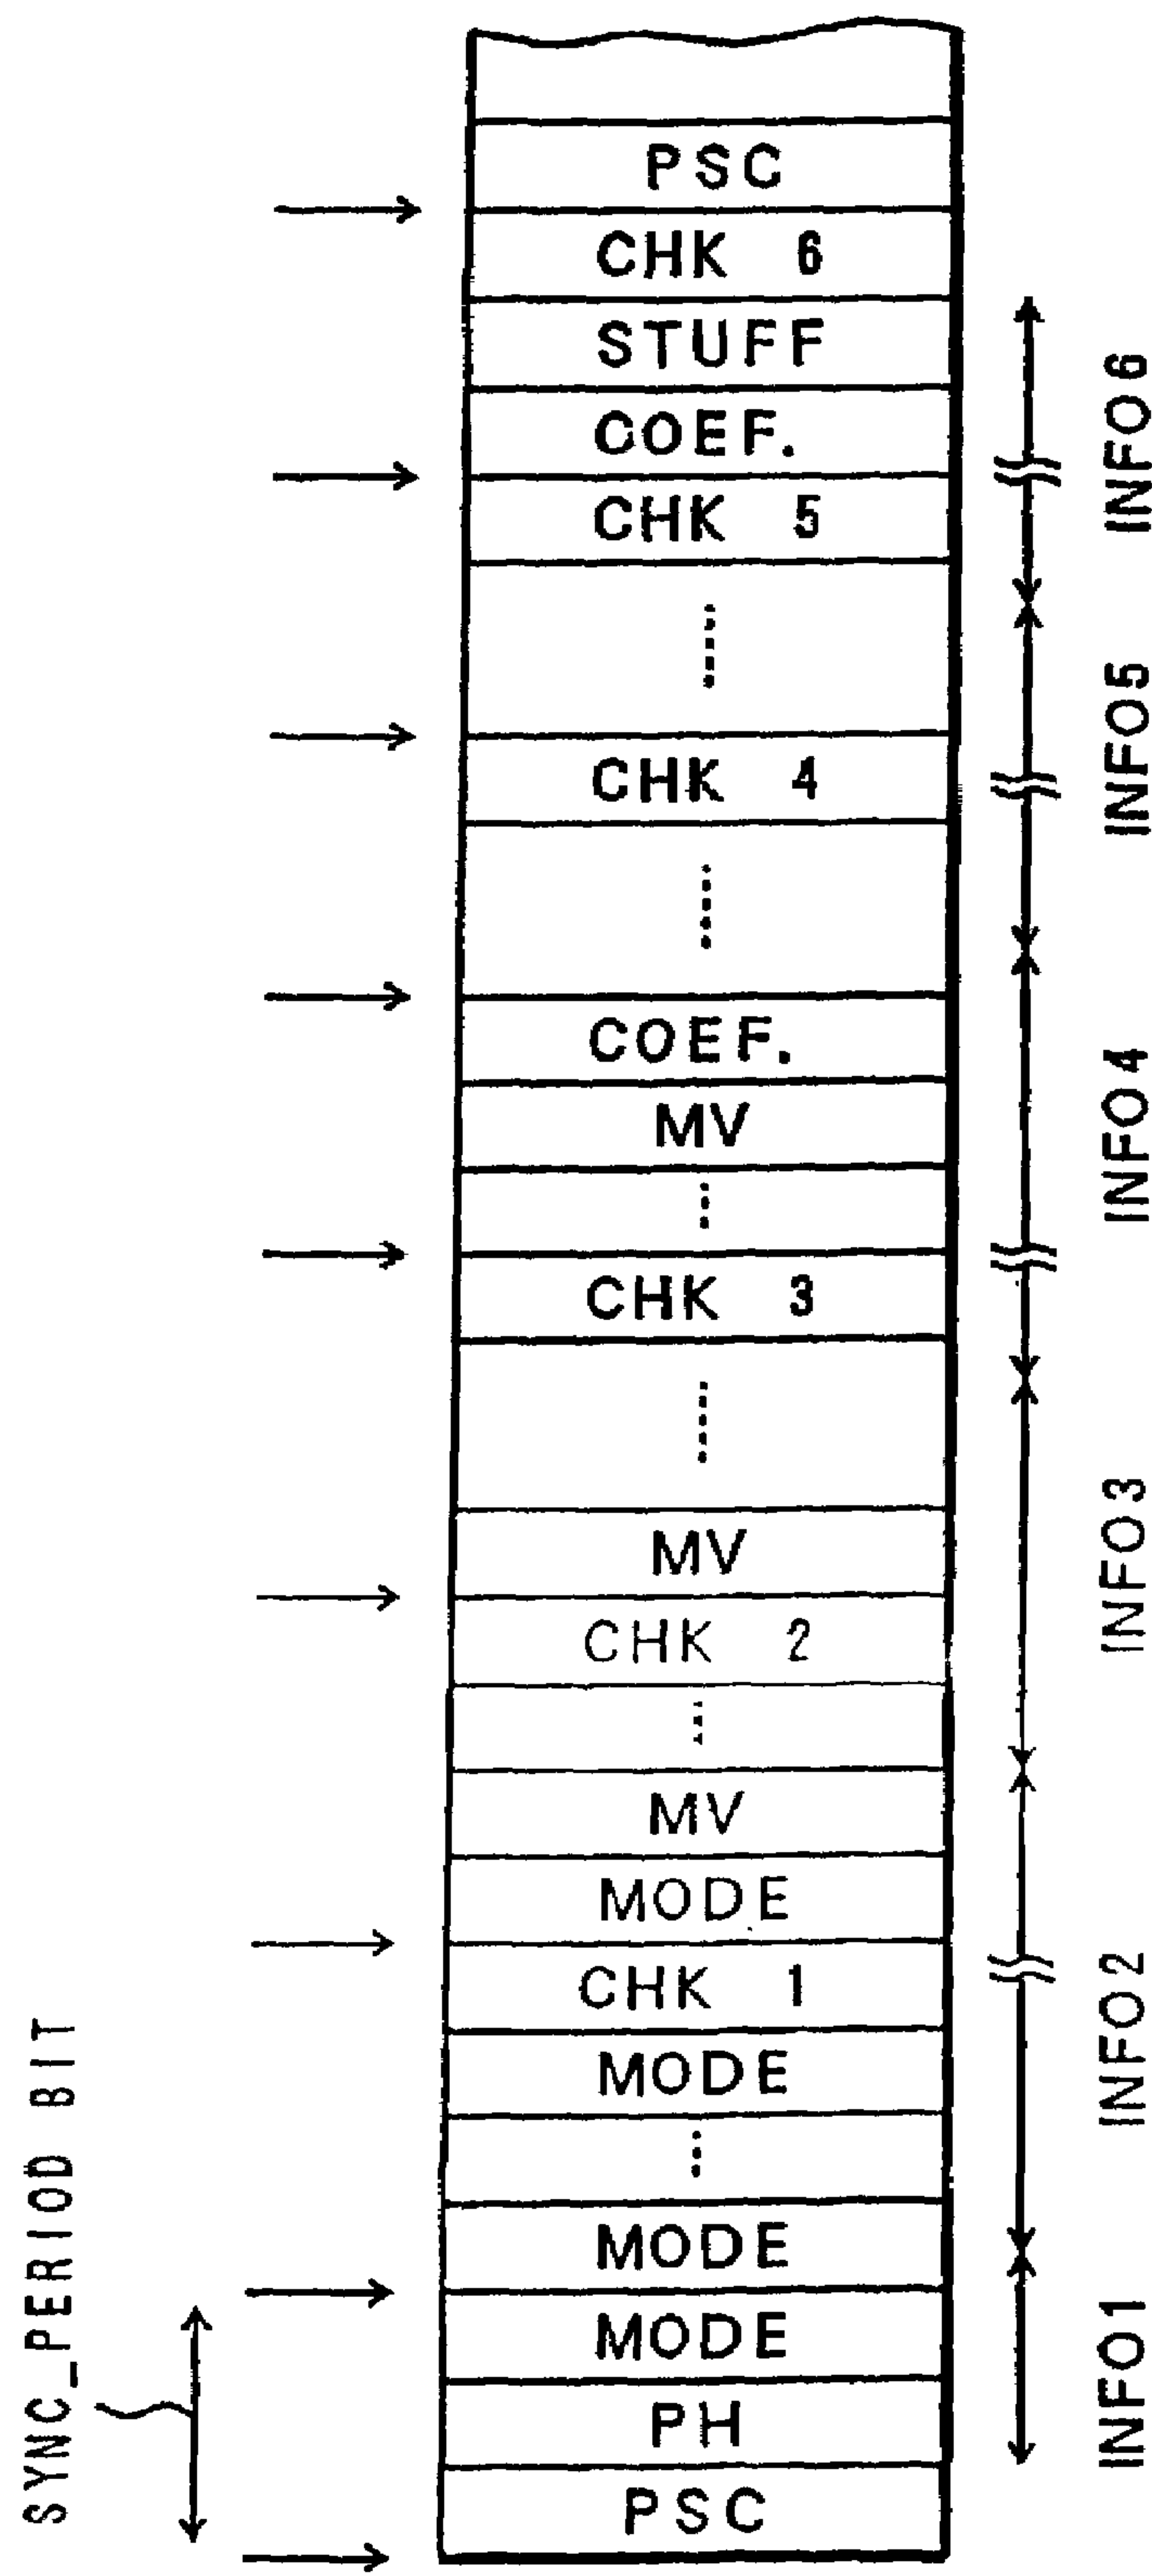 PSC
CHK 6
STUFF
COEF.
CHK 5
.....
CHK 4
.....
COEF.
MV
...
CHK 3
.....
MV
CHK 2
...
MV
MODE
CHK 1
MODE
...
MODE
MODE
PH
PSC
INFO6
INFO5
INFO4
INFO3
INFO2
INFO1
SYNC_PERIOD BIT